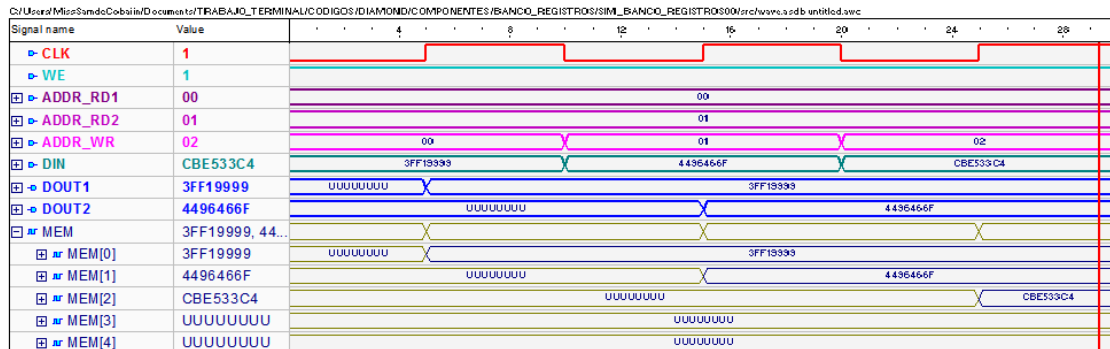 C:/Users/MissSamdeCobaiin/Documents/TRABAJO_TERMINAL/CODIGOS/DIAMOND/COMPONENTES/BANCO_REGISTROS/SIMI_BANCO_REGISTROS00/src/wave.asdb untitled.awc
Signal name Value 4 8 12 16 20 24 28
CLK 1
WE 1
ADDR_RD1 00 00
ADDR_RD2 01 01
ADDR_WR 02 00 01 02
DIN CBE533C4 3FF19999 4496466F CBE533C4
DOUT1 3FF19999 UUUUUUUU 3FF19999
DOUT2 4496466F UUUUUUUU 4496466F
MEM 3FF19999, 44...
MEM[0] 3FF19999 UUUUUUUU 3FF19999
MEM[1] 4496466F UUUUUUUU 4496466F
MEM[2] CBE533C4 UUUUUUUU CBE533C4
MEM[3] UUUUUUUU UUUUUUUU
MEM[4] UUUUUUUU UUUUUUUU